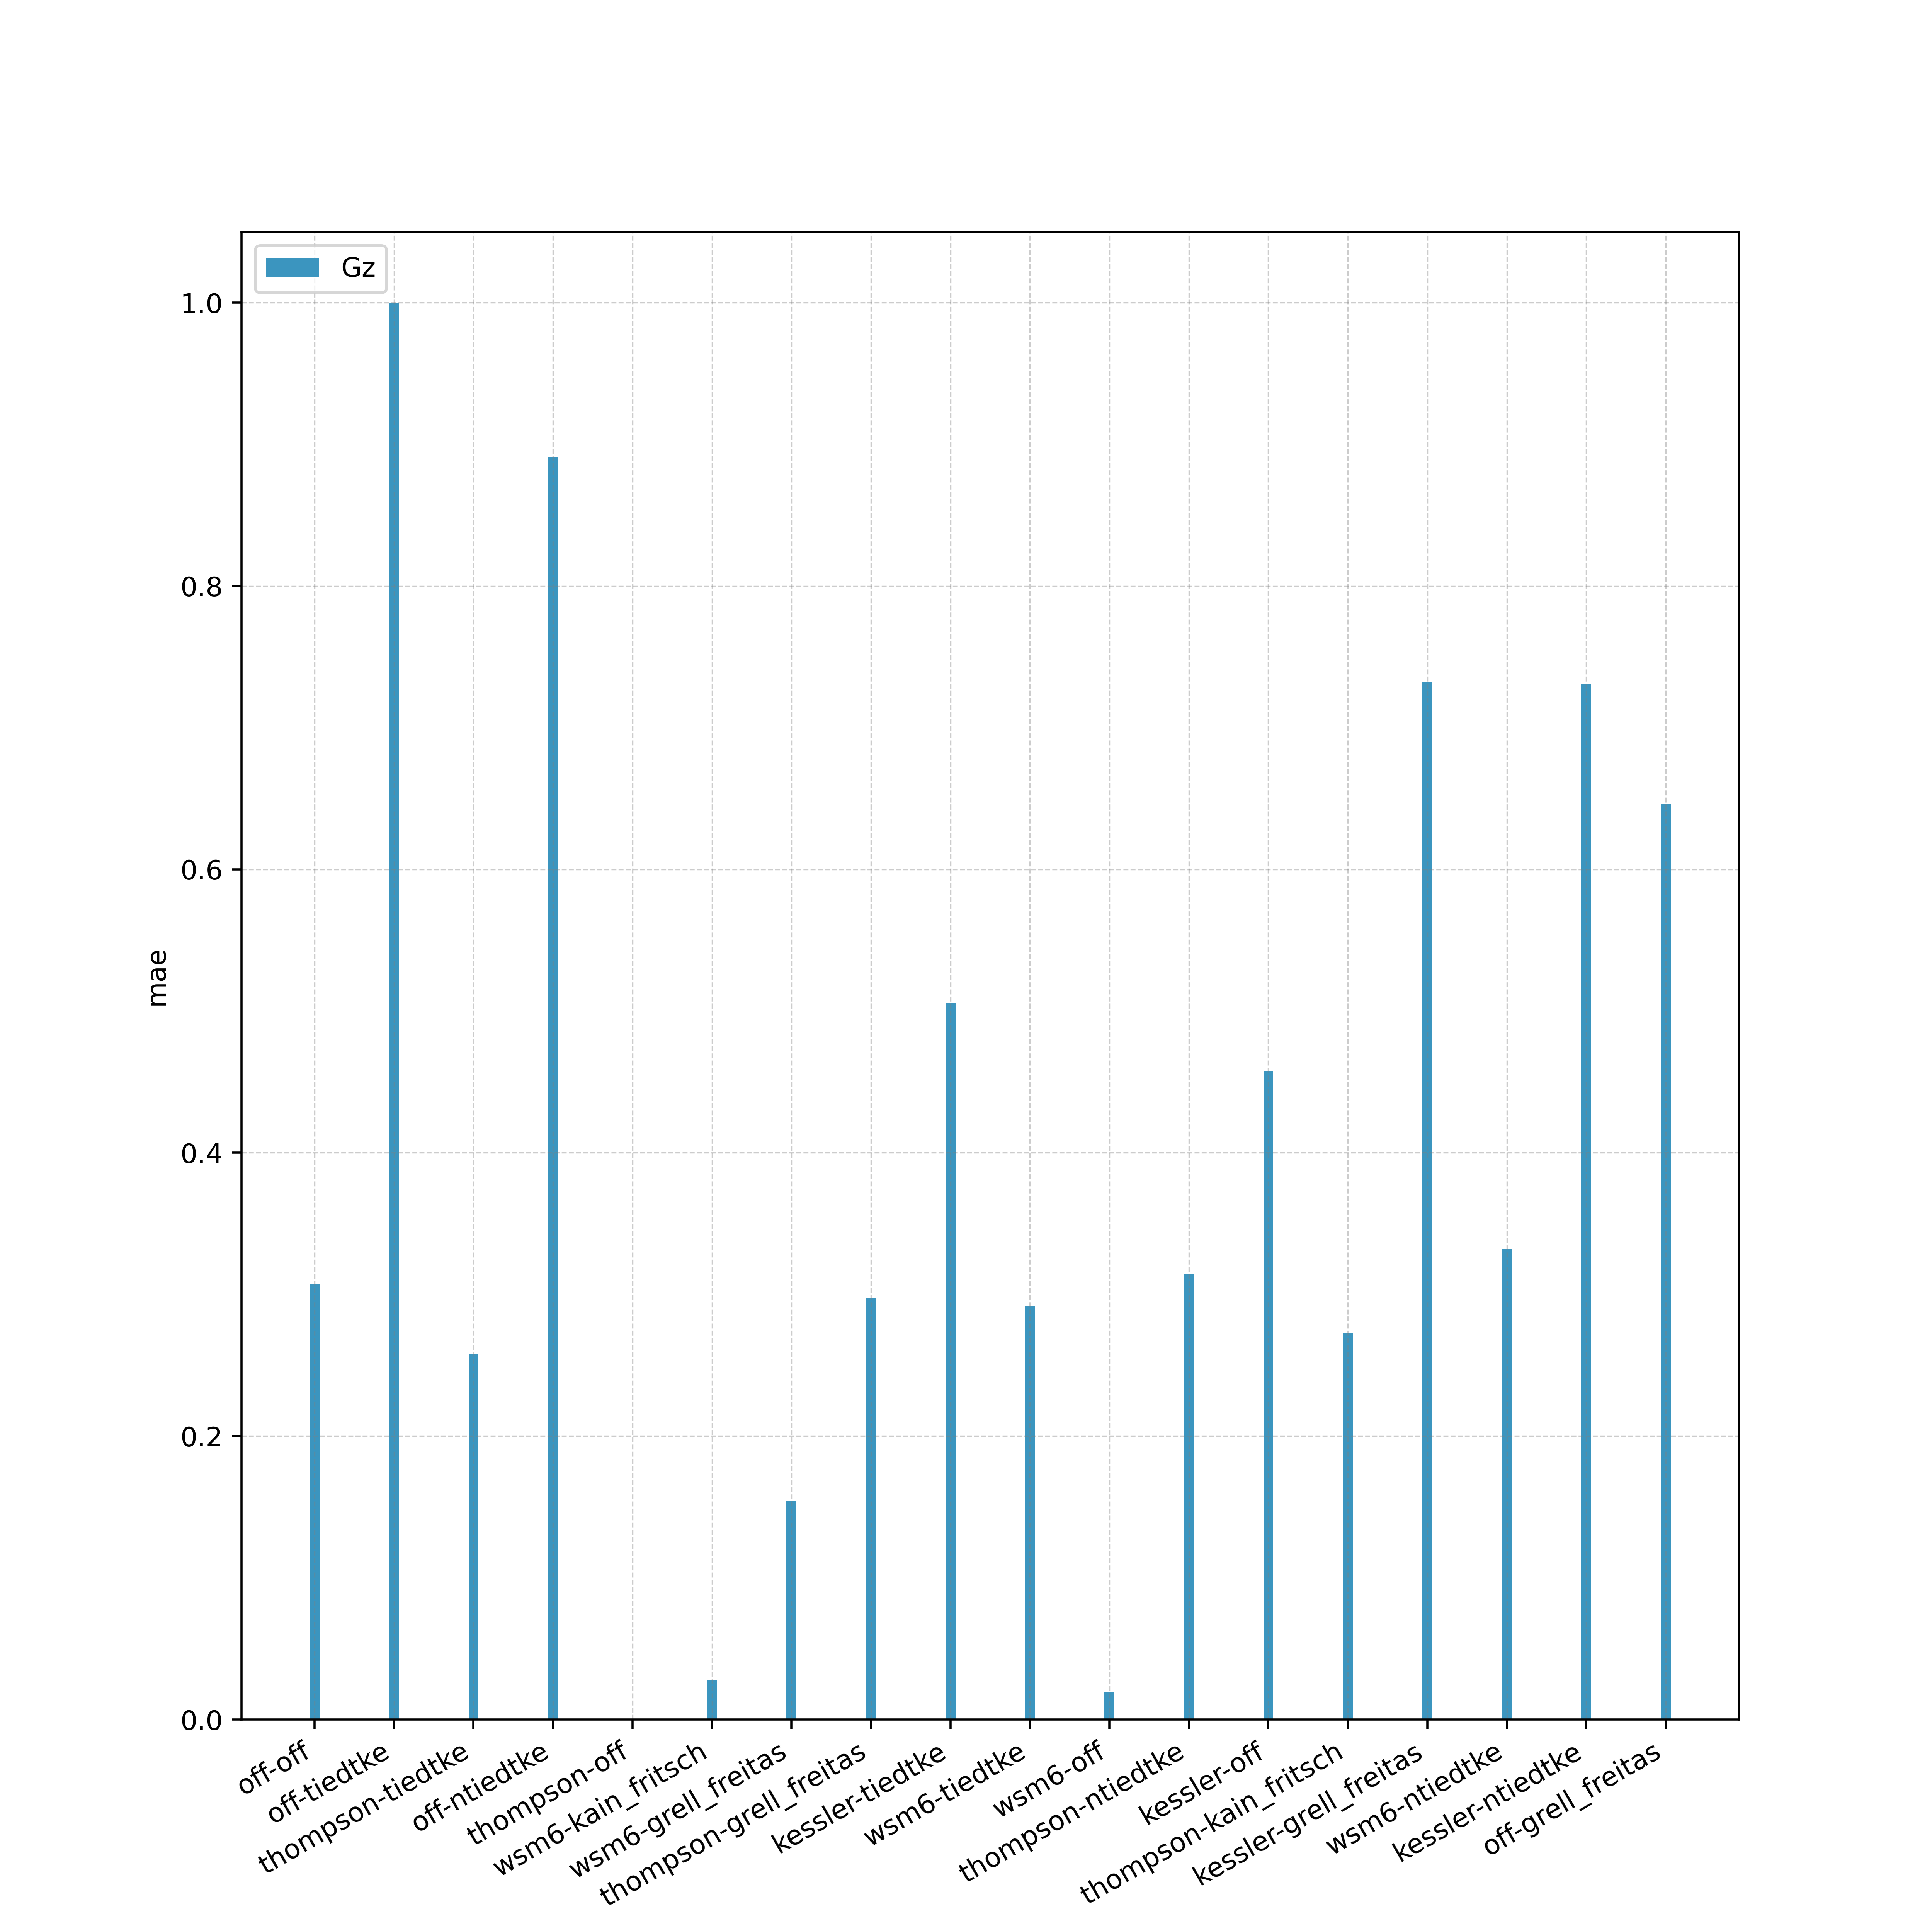 Gz
1.0
0.8
0.6
0.4
0.2
0.0
mae
off-off
off-tiedtke
thompson-tiedtke
off-ntiedtke
thompson-off
wsm6-kain_fritsch
wsm6-grell_freitas
thompson-grell_freitas
kessler-tiedtke
wsm6-tiedtke
wsm6-off
thompson-ntiedtke
kessler-off
thompson-kain_fritsch
kessler-grell_freitas
wsm6-ntiedtke
kessler-ntiedtke
off-grell_freitas